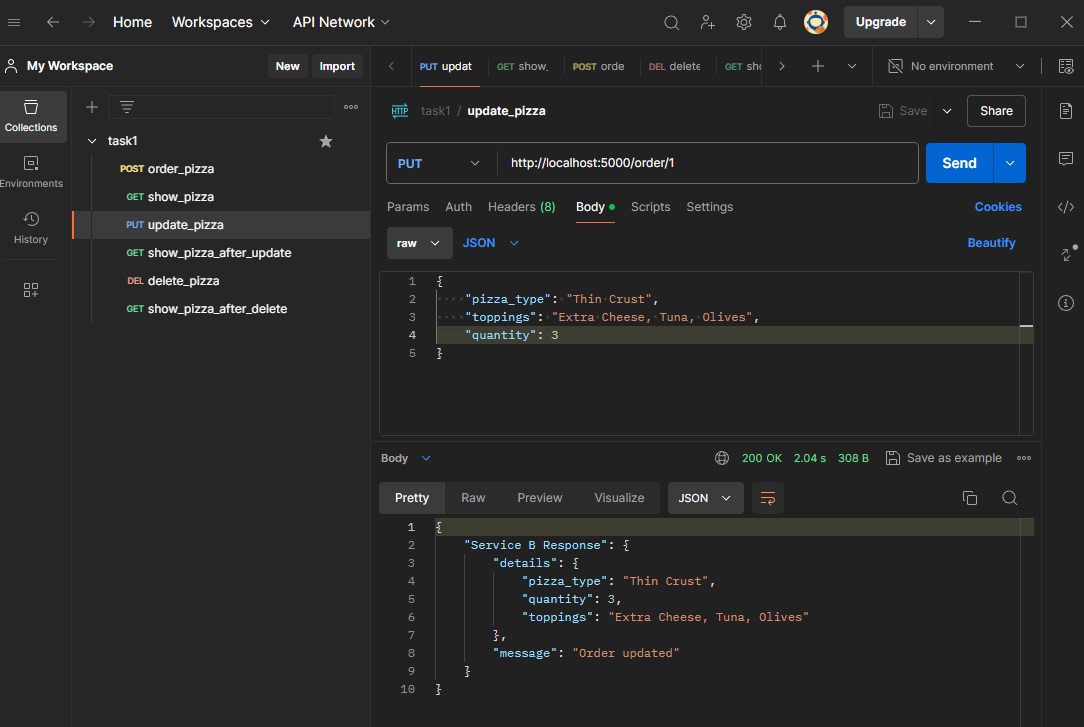 Home Workspaces API Network Upgrade
My Workspace New Import
PUT updat GET show. POST orde DEL delete GET sho No environment
Collections
Environments
History
task1
POST order_pizza
GET show_pizza
PUT update_pizza
GET show_pizza_after_update
DEL delete_pizza
GET show_pizza_after_delete
HTTP task1 / update_pizza Save Share
PUT http://localhost:5000/order/1 Send
Params Auth Headers (8) Body Scripts Settings Cookies
raw JSON Beautify
1 {
2 "pizza_type": "Thin Crust",
3 "toppings": "Extra Cheese, Tuna, Olives",
4 "quantity": 3
5 }
Body 200 OK 2.04 s 308 B Save as example
Pretty Raw Preview Visualize JSON
1 {
2 "Service B Response": {
3 "details": {
4 "pizza_type": "Thin Crust",
5 "quantity": 3,
6 "toppings": "Extra Cheese, Tuna, Olives"
7 },
8 "message": "Order updated"
9 }
10 }